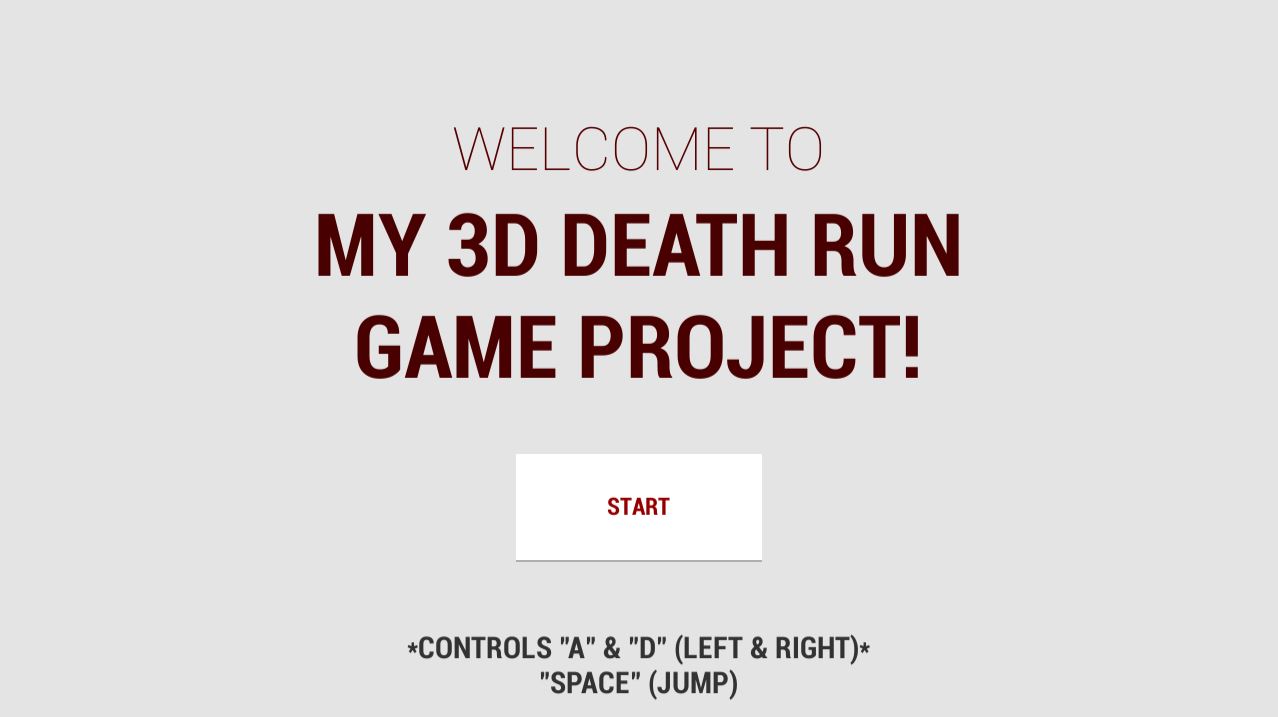 WELCOME TO
MY 3D DEATH RUN
GAME PROJECT!
START
*CONTROLS "A" & "D" (LEFT & RIGHT)*
"SPACE" (JUMP)